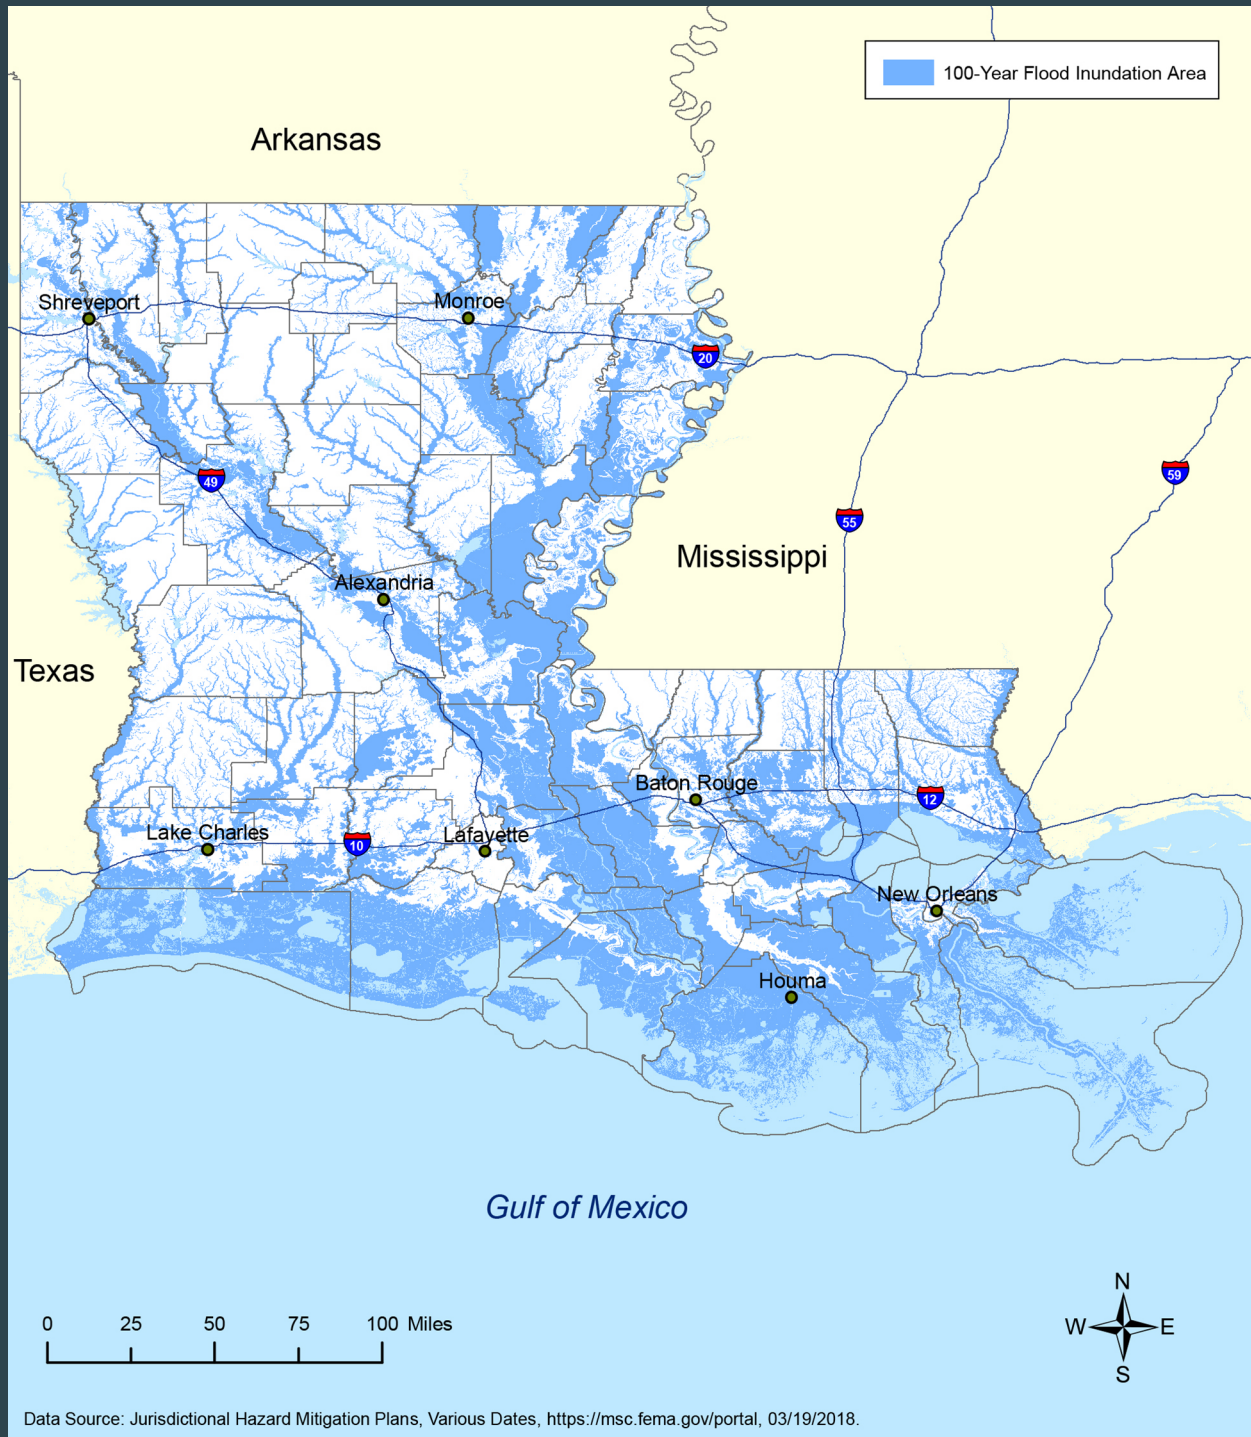 100-Year Flood Inundation Area
Arkansas
Shreveport
Monroe
20
49
59
55
Mississippi
Alexandria
Texas
Baton Rouge
12
Lake Charles
10
Lafayette
New Orleans
Houma
Gulf of Mexico
N
W E
S
0 25 50 75 100 Miles
Data Source: Jurisdictional Hazard Mitigation Plans, Various Dates, https://msc.fema.gov/portal, 03/19/2018.